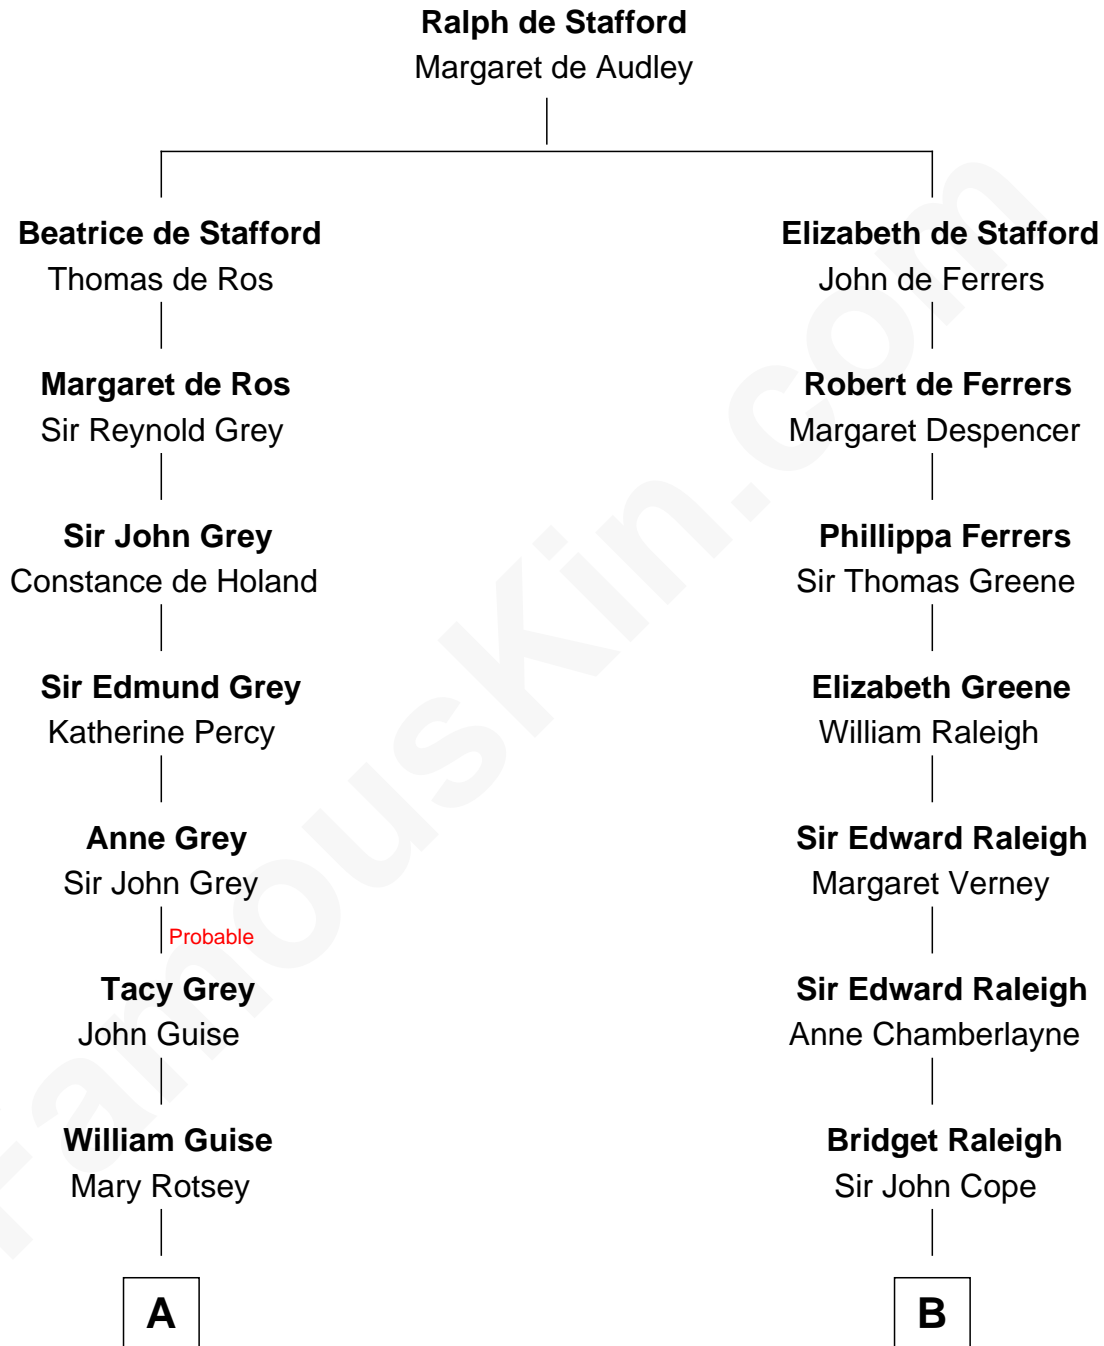 Ralph de Stafford
Margaret de Audley
Beatrice de Stafford
Thomas de Ros
Elizabeth de Stafford
John de Ferrers
Margaret de Ros
Sir Reynold Grey
Robert de Ferrers
Margaret Despencer
Sir John Grey
Constance de Holand
Phillippa Ferrers
Sir Thomas Greene
Sir Edmund Grey
Katherine Percy
Elizabeth Greene
William Raleigh
Anne Grey
Sir John Grey
Sir Edward Raleigh
Margaret Verney
Probable
Tacy Grey
John Guise
Sir Edward Raleigh
Anne Chamberlayne
William Guise
Mary Rotsey
Bridget Raleigh
Sir John Cope
A
B
FamousKin.com